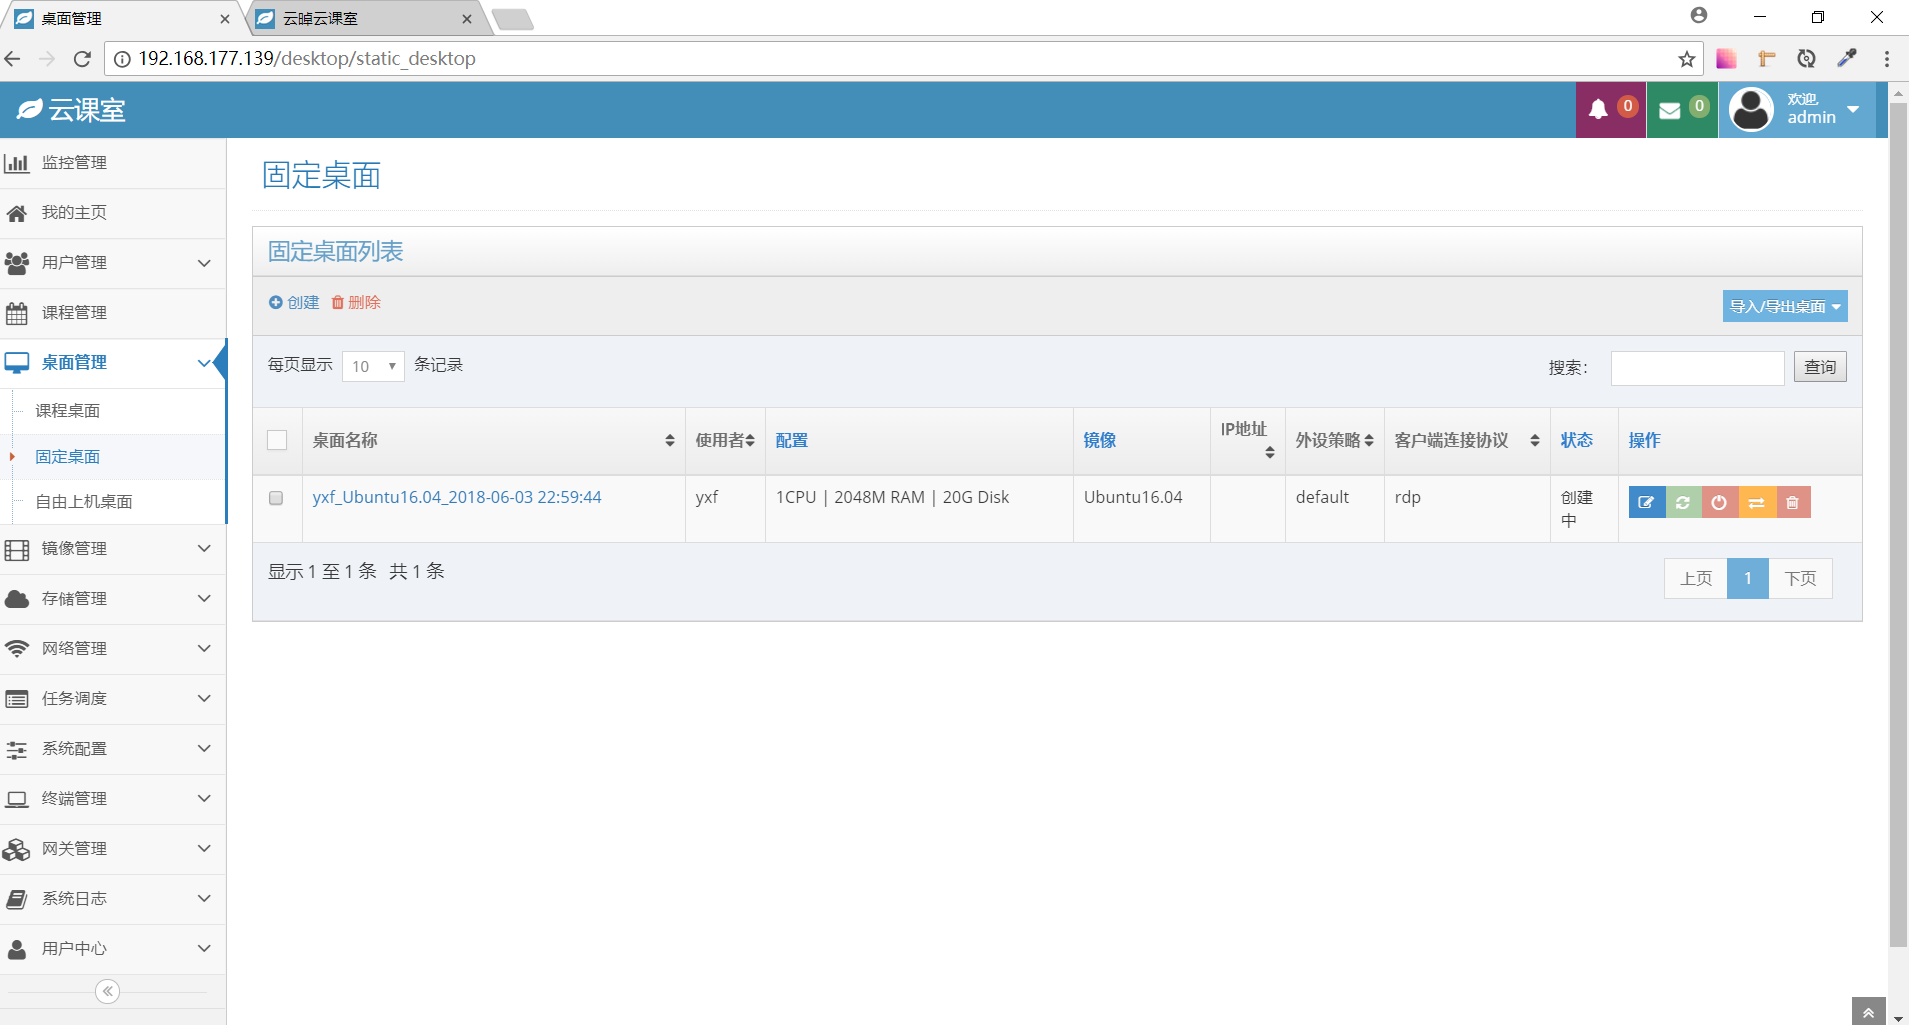 桌面管理
云晫云课室
192.168.177.139/desktop/static_desktop
云课室
0
0
欢迎,
admin
监控管理
我的主页
用户管理
课程管理
桌面管理
课程桌面
固定桌面
自由上机桌面
镜像管理
存储管理
网络管理
任务调度
系统配置
终端管理
网关管理
系统日志
用户中心
固定桌面
固定桌面列表
创建 删除
导入/导出桌面
每页显示 10 条记录
搜索: 查询
桌面名称 使用者 配置 镜像 IP地址 外设策略 客户端连接协议 状态 操作
yxf_Ubuntu16.04_2018-06-03 22:59:44 yxf 1CPU | 2048M RAM | 20G Disk Ubuntu16.04 default rdp 创建
中
显示 1 至 1 条 共 1 条
上页 1 下页